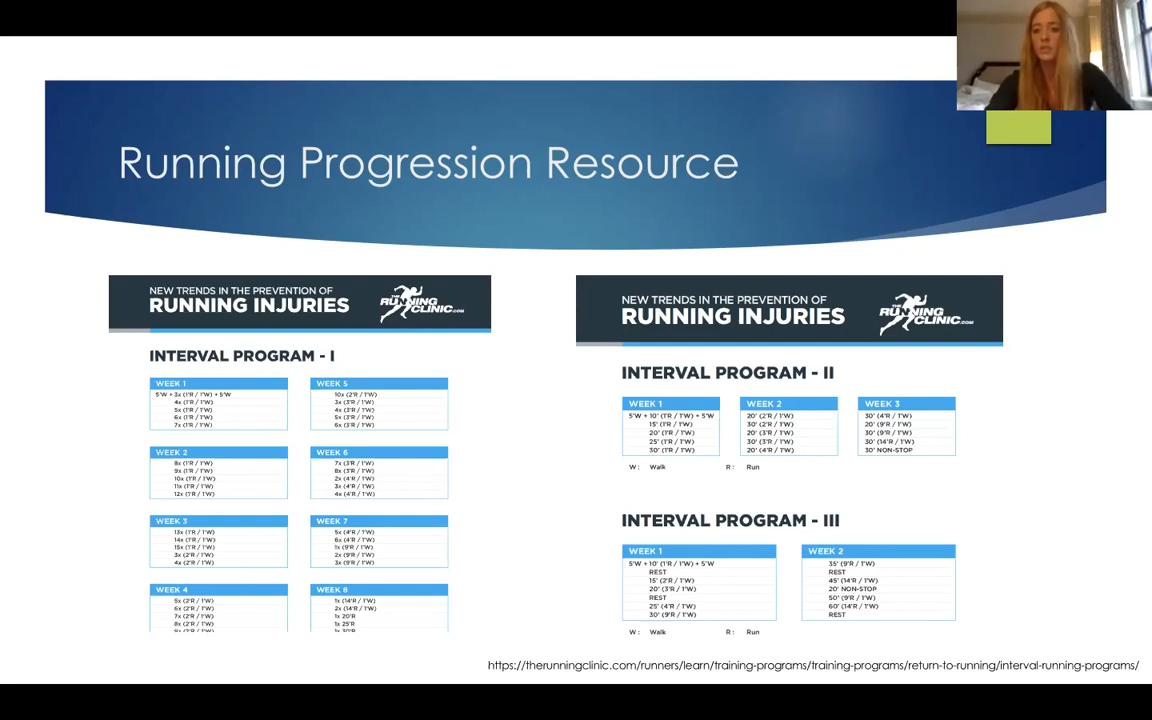 Running Progression Resource
NEW TRENDS IN THE PREVENTION OF
RUNNING INJURIES
THE
RUNNING
CLINIC.COM
INTERVAL PROGRAM - I
WEEK 1
5'W + 3x (1'R / 1'W) + 5'W
4x (1'R / 1'W)
5x (1'R / 1'W)
6x (1'R / 1'W)
7x (1'R / 1'W)
WEEK 5
10x (2'R / 1'W)
3x (3'R / 1'W)
4x (3'R / 1'W)
5x (3'R / 1'W)
6x (3'R / 1'W)
WEEK 2
8x (1'R / 1'W)
9x (1'R / 1'W)
10x (1'R / 1'W)
11x (1'R / 1'W)
12x (1'R / 1'W)
WEEK 6
7x (3'R / 1'W)
8x (3'R / 1'W)
2x (4'R / 1'W)
3x (4'R / 1'W)
4x (4'R / 1'W)
WEEK 3
13x (1'R / 1'W)
14x (1'R / 1'W)
15x (1'R / 1'W)
3x (2'R / 1'W)
4x (2'R / 1'W)
WEEK 7
5x (4'R / 1'W)
6x (4'R / 1'W)
1x (9'R / 1'W)
2x (9'R / 1'W)
3x (9'R / 1'W)
WEEK 4
5x (2'R / 1'W)
6x (2'R / 1'W)
7x (2'R / 1'W)
8x (2'R / 1'W)
WEEK 8
1x (14'R / 1'W)
2x (14'R / 1'W)
1x 20'R
1x 25'R
1x 30'R
NEW TRENDS IN THE PREVENTION OF
RUNNING INJURIES
THE
RUNNING
CLINIC.COM
INTERVAL PROGRAM - II
WEEK 1
5'W + 10' (1'R / 1'W) + 5'W
15' (1'R / 1'W)
20' (1'R / 1'W)
25' (1'R / 1'W)
30' (1'R / 1'W)
WEEK 2
20' (2'R / 1'W)
30' (2'R / 1'W)
20' (3'R / 1'W)
30' (3'R / 1'W)
20' (4'R / 1'W)
WEEK 3
30' (4'R / 1'W)
20' (9'R / 1'W)
30' (9'R / 1'W)
30' (14'R / 1'W)
30' NON-STOP
W : Walk R : Run
INTERVAL PROGRAM - III
WEEK 1
5'W + 10' (1'R / 1'W) + 5'W
REST
15' (2'R / 1'W)
20' (3'R / 1'W)
REST
25' (4'R / 1'W)
30' (9'R / 1'W)
WEEK 2
35' (9'R / 1'W)
REST
45' (14'R / 1'W)
20' NON-STOP
50' (9'R / 1'W)
60' (14'R / 1'W)
REST
W : Walk R : Run
https://therunningclinic.com/runners/learn/training-programs/training-programs/return-to-running/interval-running-programs/